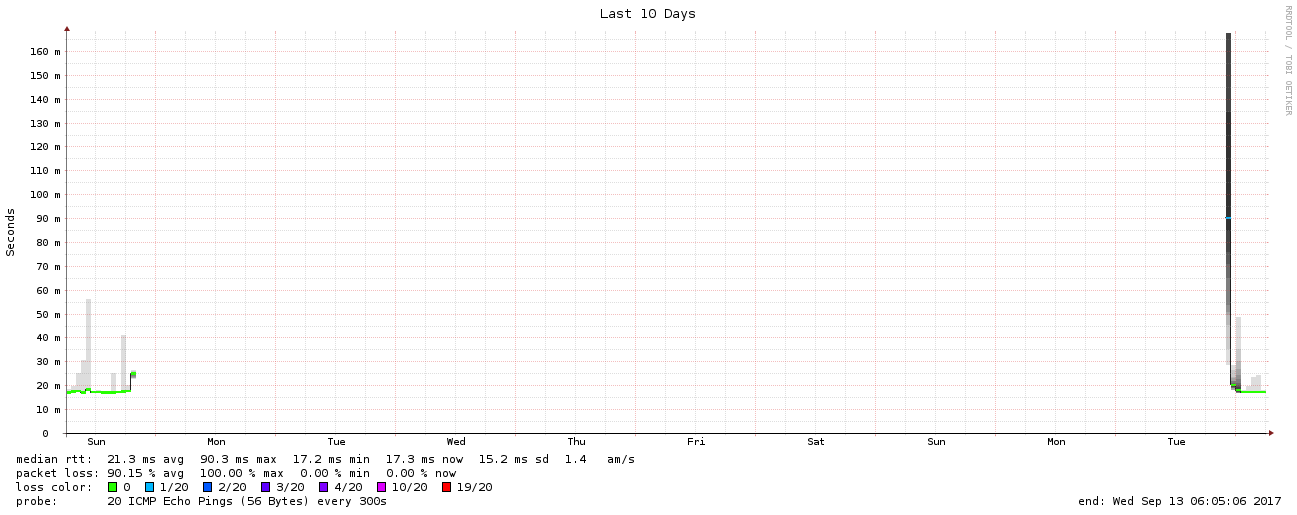 Last 10 Days
RRDTOOL / TOBI OETIKER
Seconds
160 m
150 m
140 m
130 m
120 m
110 m
100 m
90 m
80 m
70 m
60 m
50 m
40 m
30 m
20 m
10 m
0
Sun Mon Tue Wed Thu Fri Sat Sun Mon Tue
median rtt: 21.3 ms avg 90.3 ms max 17.2 ms min 17.3 ms now 15.2 ms sd 1.4 am/s
packet loss: 90.15 % avg 100.00 % max 0.00 % min 0.00 % now
loss color: 0 1/20 2/20 3/20 4/20 10/20 19/20
probe: 20 ICMP Echo Pings (56 Bytes) every 300s end: Wed Sep 13 06:05:06 2017